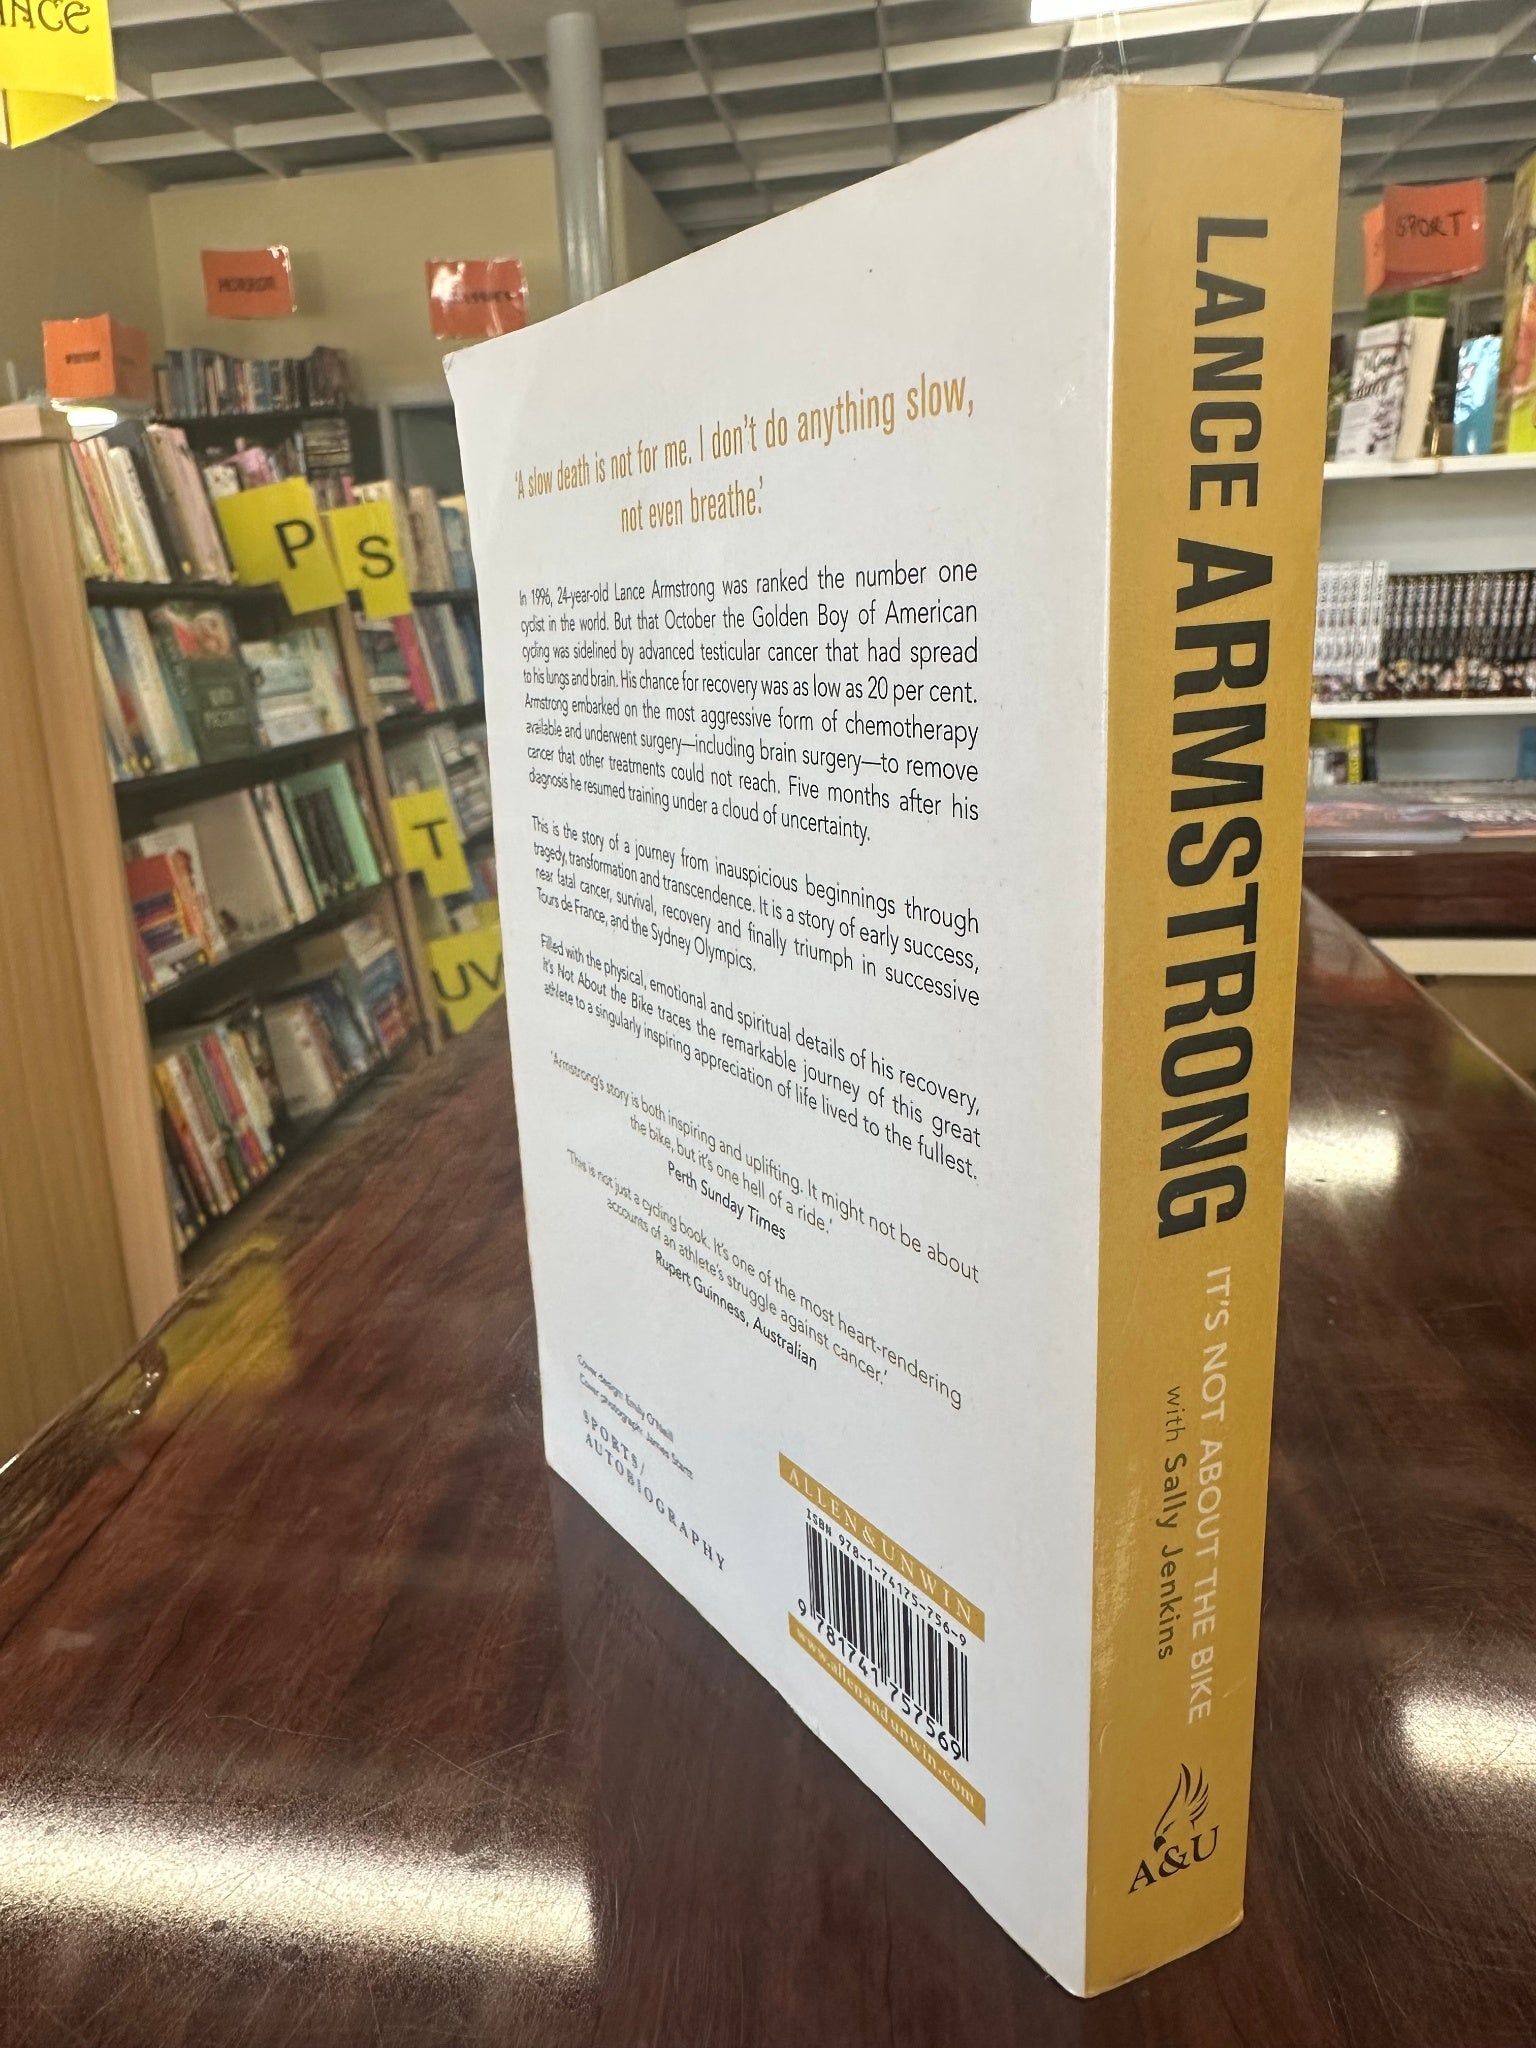 HORROR
SPORT
P
S
T
UV
'A slow death is not for me. I don't do anything slow,
not even breathe.'
In 1996, 24-year-old Lance Armstrong was ranked the number one
cyclist in the world. But that October the Golden Boy of American
cycling was sidelined by advanced testicular cancer that had spread
to his lungs and brain. His chance for recovery was as low as 20 per cent.
Armstrong embarked on the most aggressive form of chemotherapy
available and underwent surgery—including brain surgery—to remove
cancer that other treatments could not reach. Five months after his
diagnosis he resumed training under a cloud of uncertainty.
This is the story of a journey from inauspicious beginnings through
tragedy, transformation and transcendence. It is a story of early success,
near fatal cancer, survival, recovery and finally triumph in successive
Tours de France, and the Sydney Olympics.
Filled with the physical, emotional and spiritual details of his recovery,
It's Not About the Bike traces the remarkable journey of this great
athlete to a singularly inspiring appreciation of life lived to the fullest.
'Armstrong's story is both inspiring and uplifting. It might not be about
the bike, but it's one hell of a ride.'
Perth Sunday Times
'This is not just a cycling book. It's one of the most heart-rendering
accounts of an athlete's struggle against cancer.'
Rupert Guinness, Australian
Cover design: Emily O'Neill
Cover photograph: James Startt
SPORTS/
AUTOBIOGRAPHY
ALLEN&UNWIN
ISBN 978-1-74175-756-9
9 781741 757569
www.allenandunwin.com
LANCE ARMSTRONG
IT'S NOT ABOUT THE BIKE
with Sally Jenkins
A&U